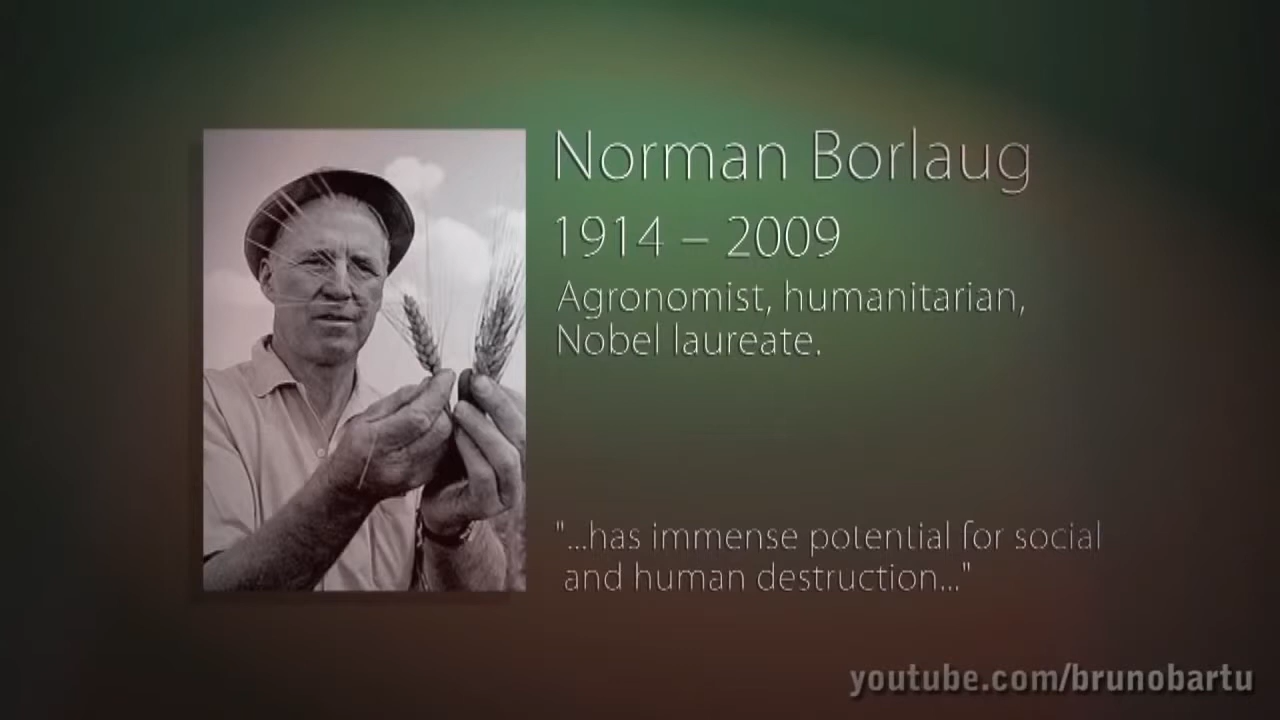 Norman Borlaug
1914 – 2009
Agronomist, humanitarian,
Nobel laureate.
"...has immense potential for social
and human destruction..."
youtube.com/brunobartu